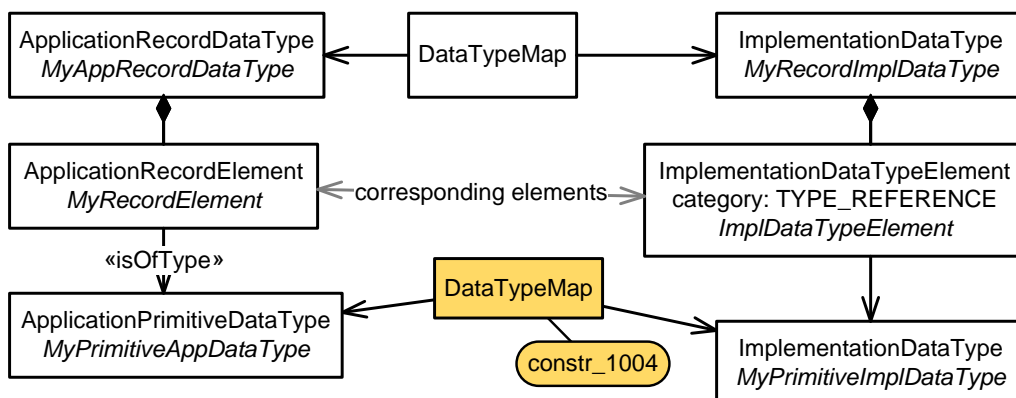 ApplicationRecordDataType
MyAppRecordDataType
DataTypeMap
ImplementationDataType
MyRecordImplDataType
ApplicationRecordElement
MyRecordElement
corresponding elements
ImplementationDataTypeElement
category: TYPE_REFERENCE
ImplDataTypeElement
«isOfType»
DataTypeMap
ApplicationPrimitiveDataType
MyPrimitiveAppDataType
constr_1004
ImplementationDataType
MyPrimitiveImplDataType